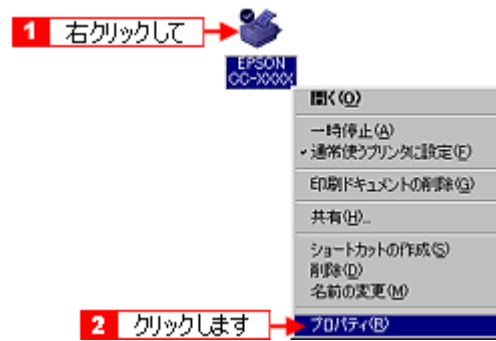 1 右クリックして
EPSON
CC-XXXX
開く(O)
一時停止(A)
通常使うプリンタに設定(F)
印刷ドキュメントの削除(G)
共有(H)...
ショートカットの作成(S)
削除(D)
名前の変更(M)
2 クリックします
プロパティ(R)